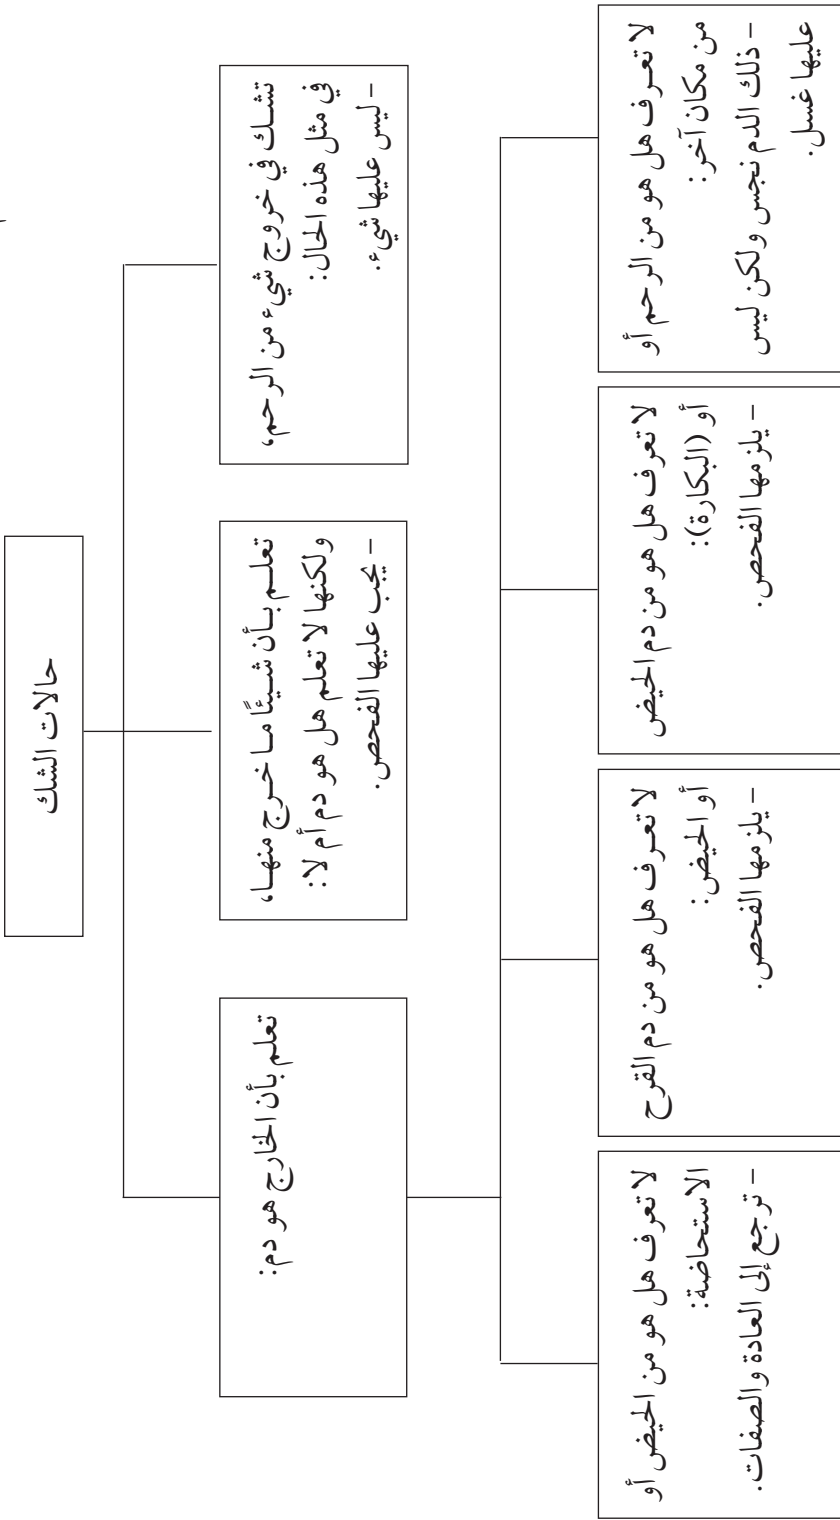 حالات الشك
تشك في خروج شيء من الرحم،
في مثل هذه الحال:
- ليس عليها شيء.
تعلم بأن شيئًا ما خرج منها،
ولكنها لا تعلم هل هو دم أم لا:
- يجب عليها الفحص.
تعلم بأن الخارج هو دم:
لا تعرف هل هو من الرحم أو
من مكان آخر:
- ذلك الدم نجس ولكن ليس
عليها غسل.
لا تعرف هل هو من دم الحيض
أو (البكارة):
- يلزمها الفحص.
لا تعرف هل هو من دم القرح
أو الحيض:
- يلزمها الفحص.
لا تعرف هل هو من الحيض أو
الاستحاضة:
- ترجع إلى العادة والصفات.